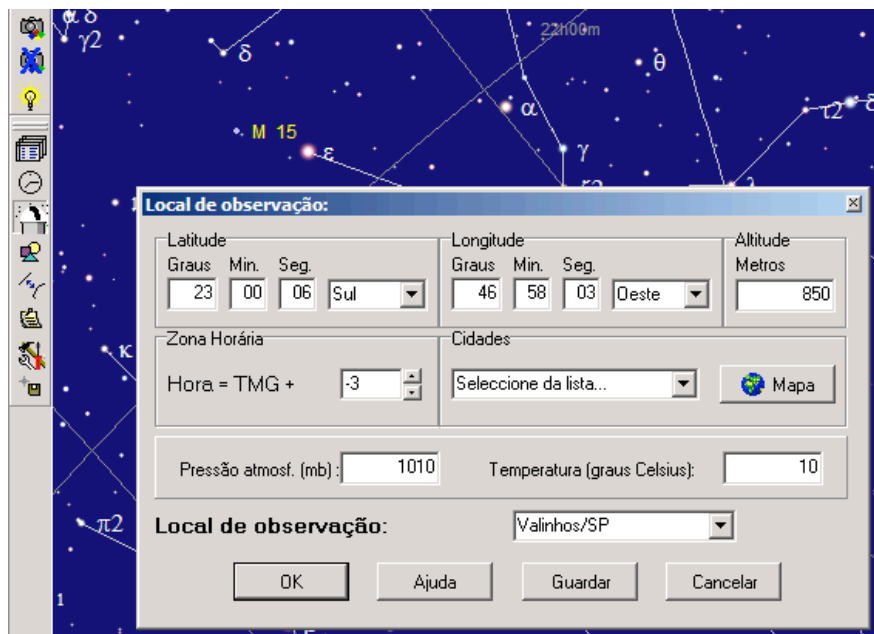 α δ
γ2
δ
22h00m
θ
α
τ2 δ
M 15
ε
γ
Local de observação:
Latitude
Longitude
Altitude
Graus Min. Seg.
Graus Min. Seg.
Metros
23 00 06 Sul
46 58 03 Oeste
850
Zona Horária
Cidades
Hora = TMG + -3
Seleccione da lista...
Mapa
κ
Pressão atmosf. (mb) : 1010
Temperatura (graus Celsius): 10
π2
Local de observação: Valinhos/SP
OK Ajuda Guardar Cancelar
1